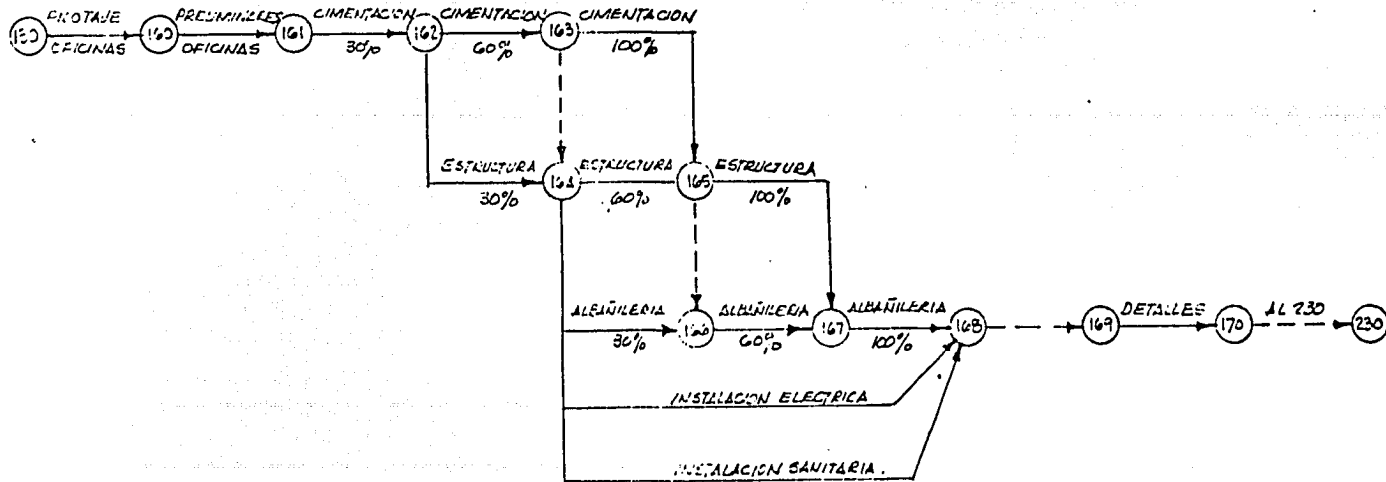 PILOTAJE PRELIMINARES CIMENTACION CIMENTACION CIMENTACION
160 161 162 163
OFICINAS OFICINAS 30% 60% 100%
ESTRUCTURA ESTRUCTURA ESTRUCTURA
164 165
30% 60% 100%
ALBAÑILERIA ALBAÑILERIA ALBAÑILERIA DETALLES AL 230
166 167 168 169 170 230
30% 60% 100%
INSTALACION ELECTRICA
INSTALACION SANITARIA.